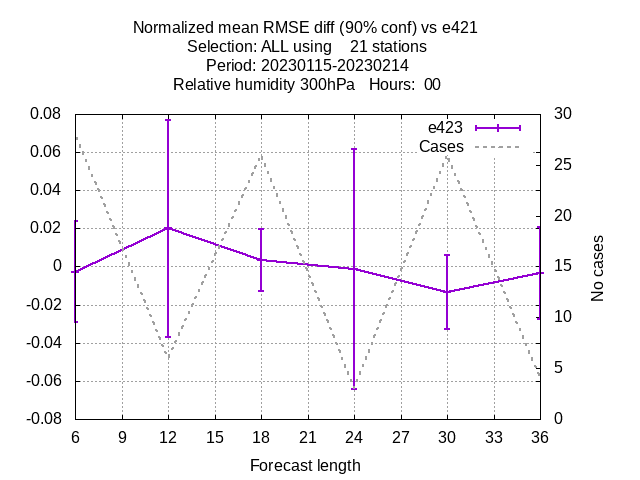 Normalized mean RMSE diff (90% conf) vs e421
Selection: ALL using    21 stations
Period: 20230115-20230214
Relative humidity 300hPa   Hours:  00
0.08
0.06
0.04
0.02
0
-0.02
-0.04
-0.06
-0.08
e423
Cases
30
25
20
15
10
5
0
No cases
6 9 12 15 18 21 24 27 30 33 36
Forecast length